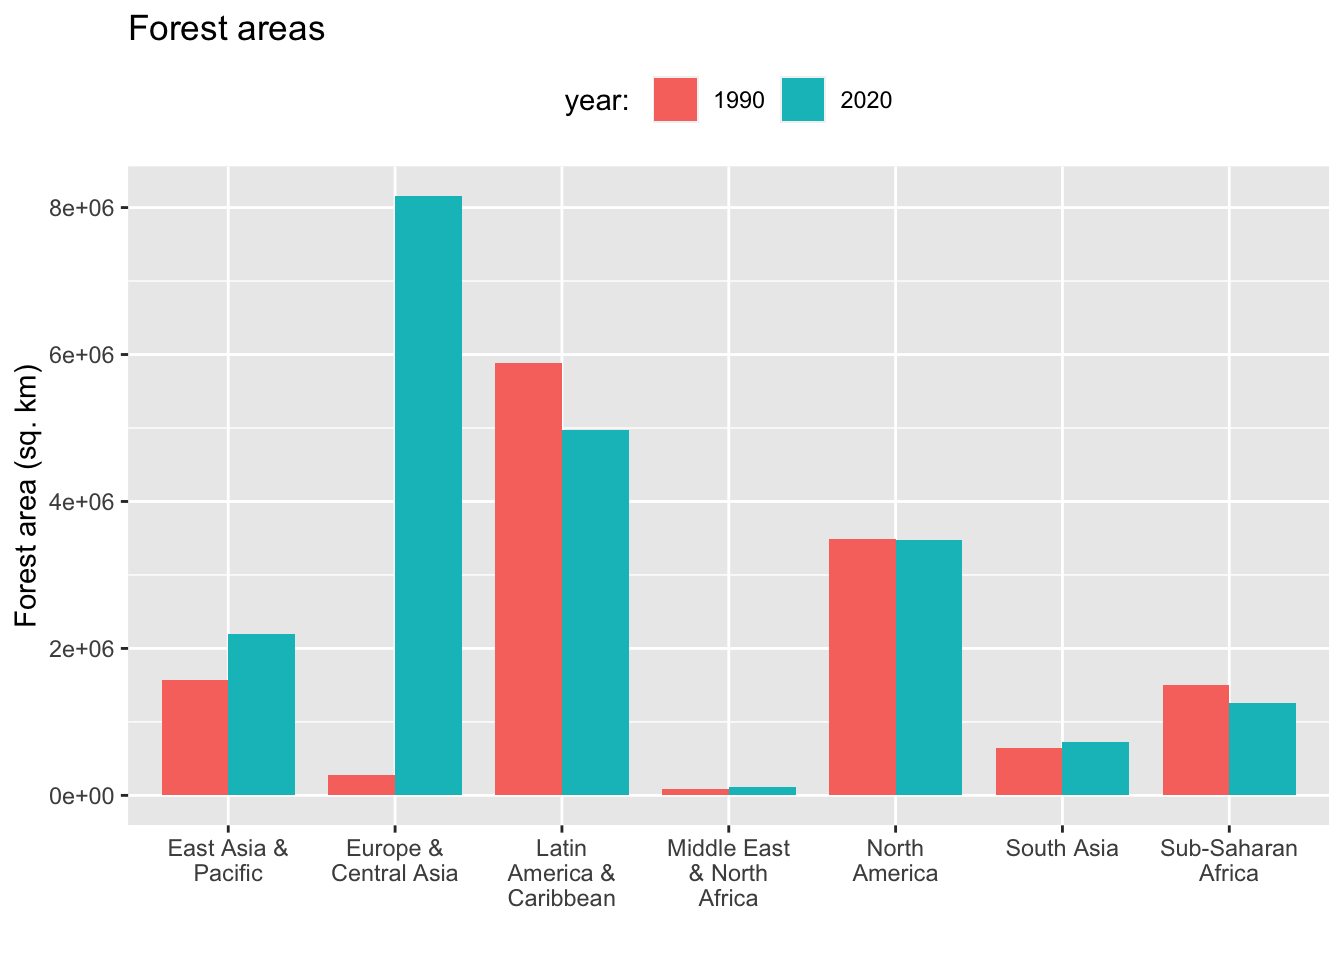 Forest areas
year: 1990 2020
Forest area (sq. km)
8e+06
6e+06
4e+06
2e+06
0e+00
East Asia &
Pacific
Europe &
Central Asia
Latin
America &
Caribbean
Middle East
& North
Africa
North
America
South Asia
Sub-Saharan
Africa